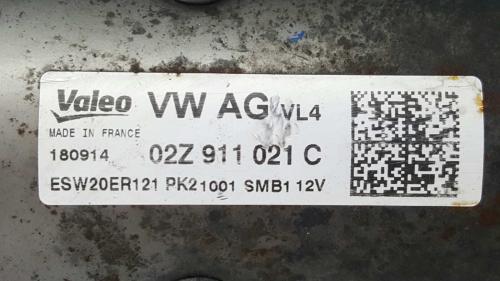 Valeo VW AG VL4
MADE IN FRANCE
180914 02Z 911 021 C
ESW20ER121 PK21001 SMB1 12V